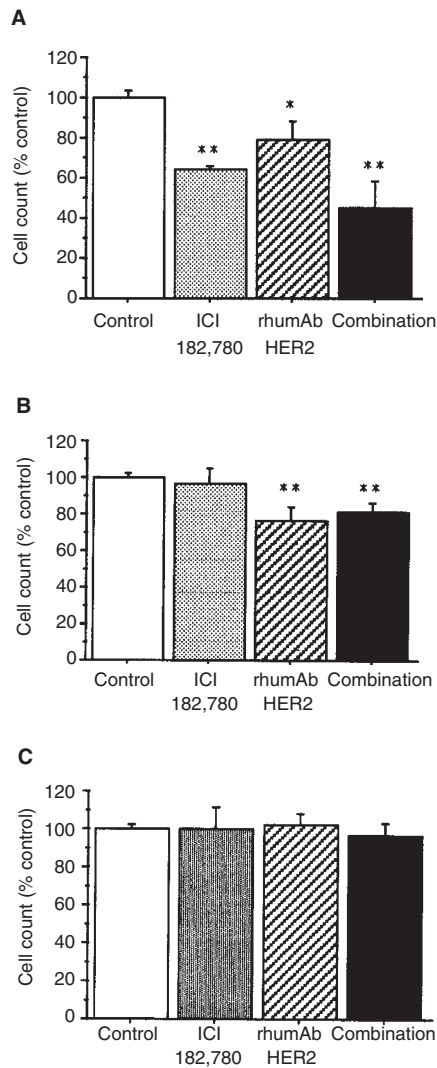 A
Cell count (% control)
120
100
80
60
40
20
0
**
*
**
Control ICI rhumAb Combination
182,780 HER2
B
Cell count (% control)
120
100
80
60
40
20
0
**
**
Control ICI rhumAb Combination
182,780 HER2
C
Cell count (% control)
120
100
80
60
40
20
0
Control ICI rhumAb Combination
182,780 HER2